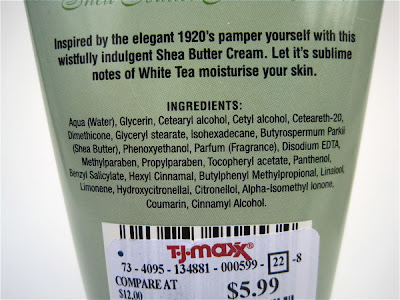 Shea Butter
Inspired by the elegant 1920's pamper yourself with this
wistfully indulgent Shea Butter Cream. Let it's sublime
notes of White Tea moisturise your skin.
INGREDIENTS:
Aqua (Water), Glycerin, Cetearyl alcohol, Cetyl alcohol, Ceteareth-20,
Dimethicone, Glyceryl stearate, isohexadecane, Butyrospermum Parkii
(Shea Butter), Phenoxyethanol, Parfum (Fragrance), Disodium EDTA,
Methylparaben, Propylparaben, Tocopheryl acetate, Panthenol,
Benzyl Salicylate, Hexyl Cinnamal, Butylphenyl Methylpropional, Linalool,
Limonene, Hydroxycitronellal, Citronellol, Alpha-Isomethyl Ionone,
Coumarin, Cinnamyl Alcohol.
T·J·maxx®
73 - 4095 - 134881 - 000599 - 22 -8
COMPARE AT
$12.00
$5.99